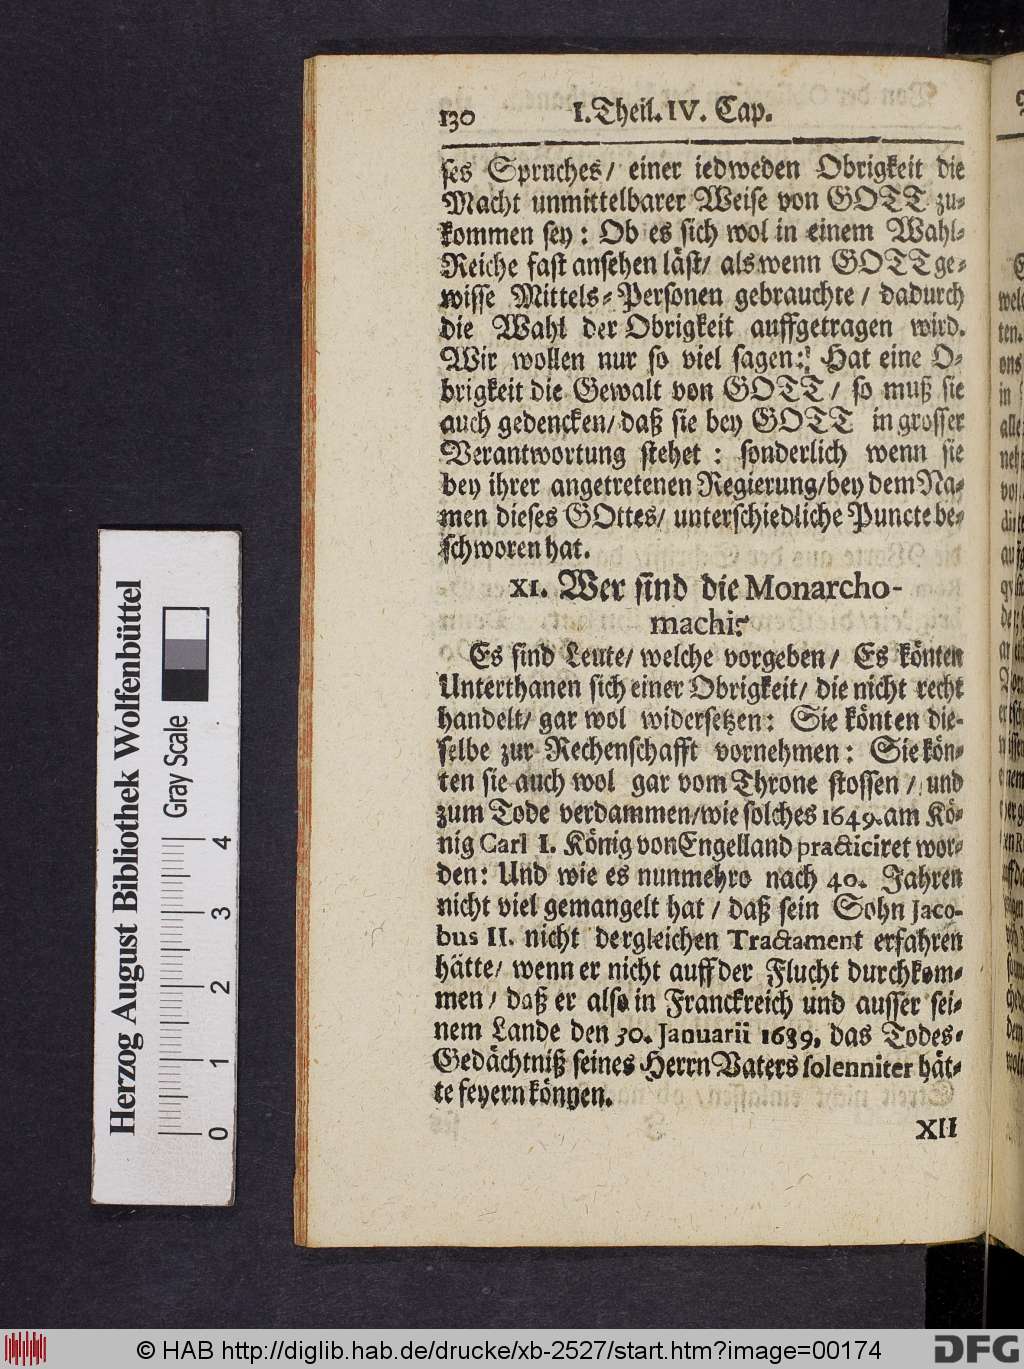 130 I. Theil. IV. Cap.
ses Spruches/ einer iedweden Obrigkeit die
Macht unmittelbarer Weise von GOTT zu-
kommen sey: Ob es sich wol in einem Wahl-
Reiche fast ansehen läst/ als wenn GOTT ge-
wisse Mittels-Personen gebrauchte/ dadurch
die Wahl der Obrigkeit auffgetragen wird.
Wir wollen nur so viel sagen: Hat eine O-
brigkeit die Gewalt von GOTT/ so muß sie
auch gedencken/ daß sie bey GOTT in grosser
Verantwortung stehet: sonderlich wenn sie
bey ihrer angetretenen Regierung/ bey dem Na-
men dieses GOttes/ unterschiedliche Puncte be-
schworen hat.
XI. Wer sind die Monarcho-
machi?
Es sind Leute/ welche vorgeben/ Es könten
Unterthanen sich einer Obrigkeit/ die nicht recht
handelt/ gar wol widersetzen: Sie könten die-
selbe zur Rechenschafft vornehmen: Sie kön-
ten sie auch wol gar vom Throne stossen/ und
zum Tode verdammen/ wie solches 1649. am Kö-
nig Carl I. König von Engelland practiciret wor-
den: Und wie es nunmehro nach 40. Jahren
nicht viel gemangelt hat/ daß sein Sohn Jaco-
bus II. nicht dergleichen Tractament erfahren
hätte/ wenn er nicht auff der Flucht durchkom-
men/ daß er also in Franckreich und ausser sei-
nem Lande den 30. Januarii 1689. das Todes-
Gedächtniß seines Herrn Vaters solenniter hät-
te feyern können.
XII
Herzog August Bibliothek Wolfenbüttel
Gray Scale
0 1 2 3 4
© HAB http://diglib.hab.de/drucke/xb-2527/start.htm?image=00174
DFG